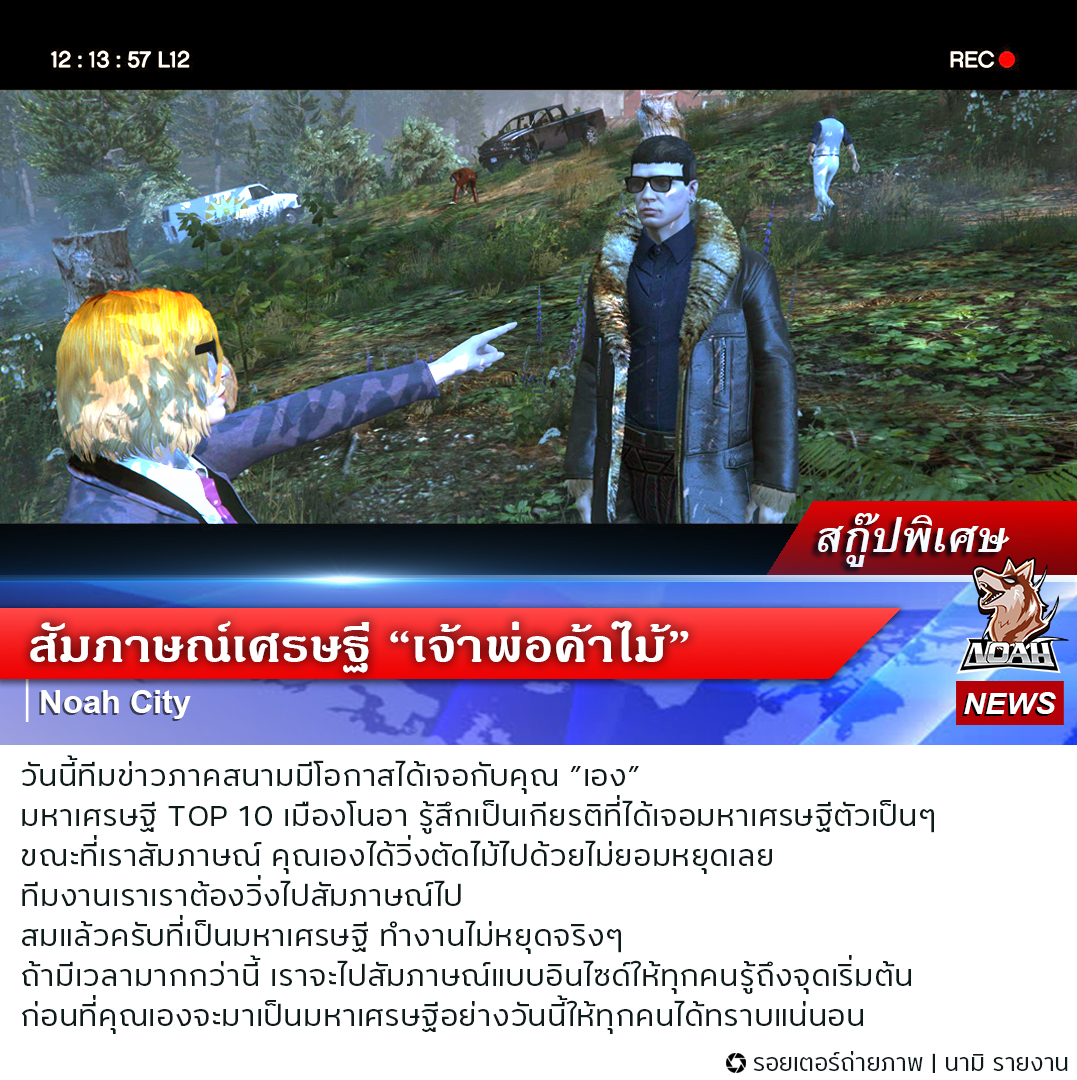 12 : 13 : 57 L12
REC
สกู๊ปพิเศษ
สัมภาษณ์เศรษฐี “เจ้าพ่อค้าไม้”
Noah City
NOAH
NEWS
วันนี้ทีมข่าวภาคสนามมีโอกาสได้เจอกับคุณ "เอง"
มหาเศรษฐี TOP 10 เมืองโนอา รู้สึกเป็นเกียรติที่ได้เจอมหาเศรษฐีตัวเป็นๆ
ขณะที่เราสัมภาษณ์ คุณเองได้วิ่งตัดไม้ไปด้วยไม่ยอมหยุดเลย
ทีมงานเราเราต้องวิ่งไปสัมภาษณ์ไป
สมแล้วครับที่เป็นมหาเศรษฐี ทำงานไม่หยุดจริงๆ
ถ้ามีเวลามากกว่านี้ เราจะไปสัมภาษณ์แบบอินไซด์ให้ทุกคนรู้ถึงจุดเริ่มต้น
ก่อนที่คุณเองจะมาเป็นมหาเศรษฐีอย่างวันนี้ให้ทุกคนได้ทราบแน่นอน
รอยเตอร์ถ่ายภาพ | นามิ รายงาน